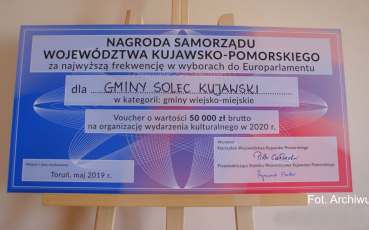 NAGRODA SAMORZĄDU
WOJEWÓDZTWA KUJAWSKO-POMORSKIEGO
za najwyższą frekwencję w wyborach do Europarlamentu
dla GMINY SOLEC KUJAWSKI
w kategorii: gminy wiejsko-miejskie
Voucher o wartości 50 000 zł brutto
na organizację wydarzenia kulturalnego w 2020 r.
Marszałek Województwa Kujawsko-Pomorskiego
Przewodniczący Sejmiku Województwa Kujawsko-Pomorskiego
Toruń, maj 2019 r.
Fot. Archiwu